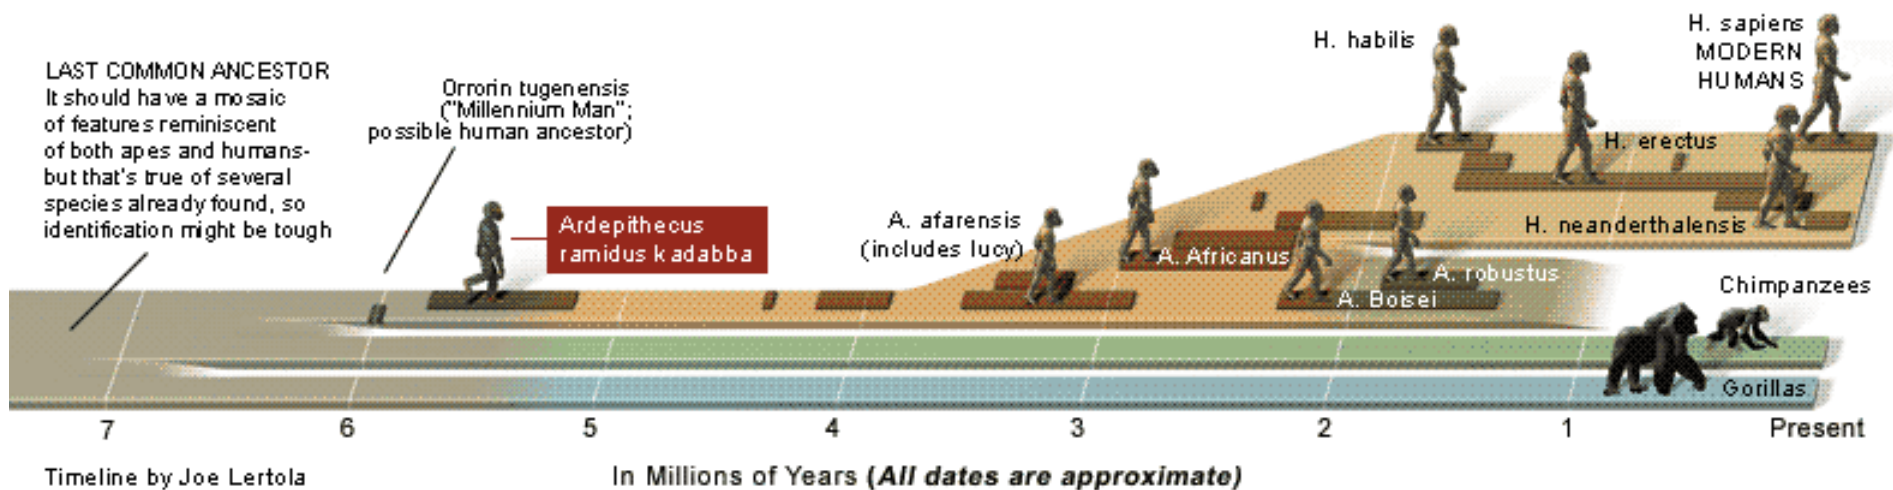 LAST COMMON ANCESTOR
It should have a mosaic
of features reminiscent
of both apes and humans-
but that's true of several
species already found, so
identification might be tough
Orrorin tugenensis
("Millennium Man";
possible human ancestor)
Ardepithecus
ramidus kadabba
A. afarensis
(includes lucy)
A. Africanus
A. Boisei
A. robustus
H. habilis
H. erectus
H. neanderthalensis
H. sapiens
MODERN
HUMANS
Chimpanzees
Gorillas
7 6 5 4 3 2 1 Present
Timeline by Joe Lertola
In Millions of Years (All dates are approximate)